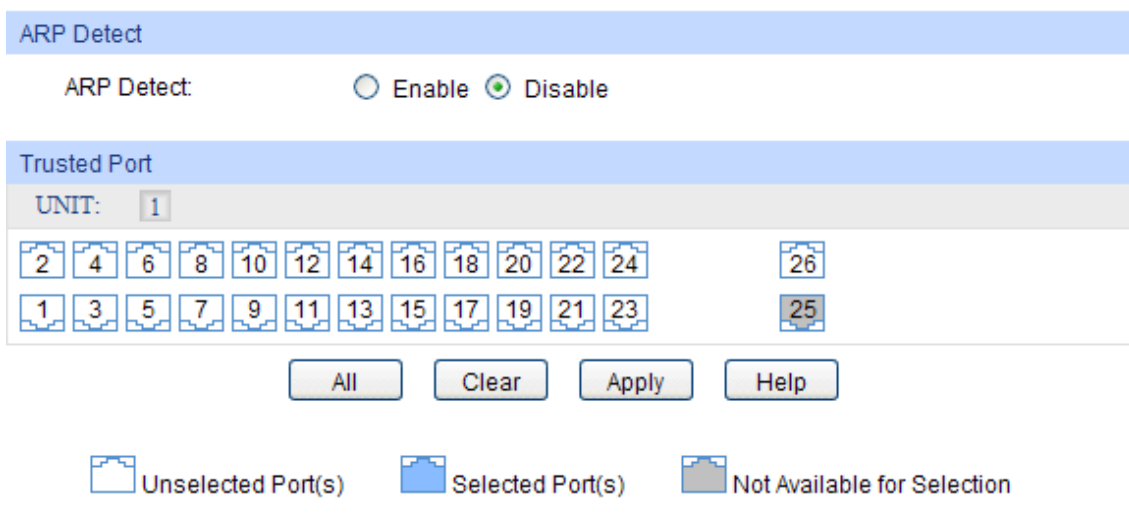 ARP Detect
ARP Detect: Enable Disable
Trusted Port
UNIT: 1
2 4 6 8 10 12 14 16 18 20 22 24 26
1 3 5 7 9 11 13 15 17 19 21 23 25
All Clear Apply Help
Unselected Port(s) Selected Port(s) Not Available for Selection